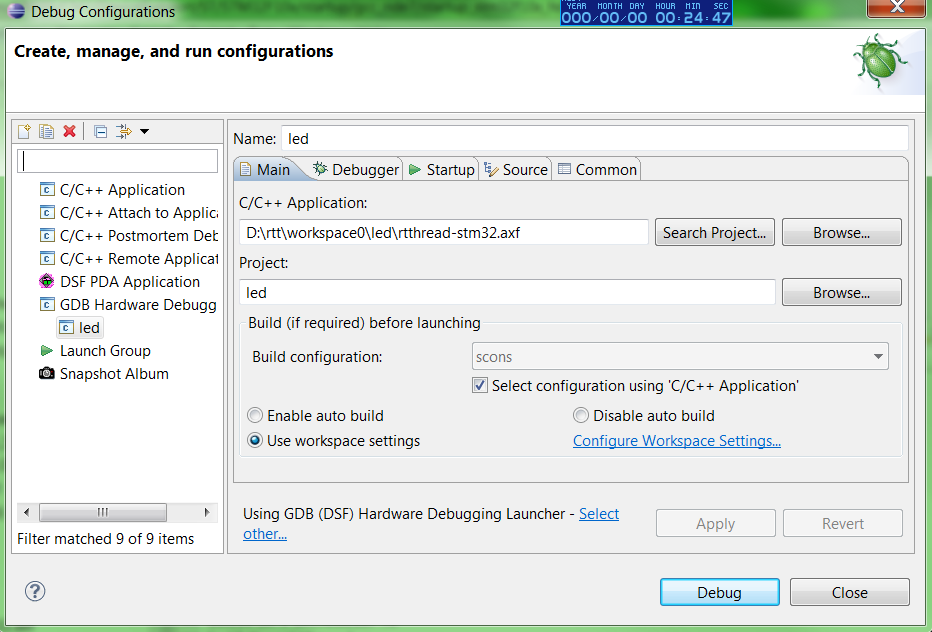 Debug Configurations
YEAR MONTH DAY HOUR MIN SEC
000/00/00 00:24:47
Create, manage, and run configurations
C/C++ Application
C/C++ Attach to Applica
C/C++ Postmortem Deb
C/C++ Remote Applicat
DSF PDA Application
GDB Hardware Debugg
led
Launch Group
Snapshot Album
Filter matched 9 of 9 items
Name: led
Main Debugger Startup Source Common
C/C++ Application:
D:\rtt\workspace0\led\rtthread-stm32.axf Search Project... Browse...
Project:
led Browse...
Build (if required) before launching
Build configuration: scons
Select configuration using 'C/C++ Application'
Enable auto build Disable auto build
Use workspace settings Configure Workspace Settings...
Using GDB (DSF) Hardware Debugging Launcher - Select
other...
Apply Revert
Debug Close